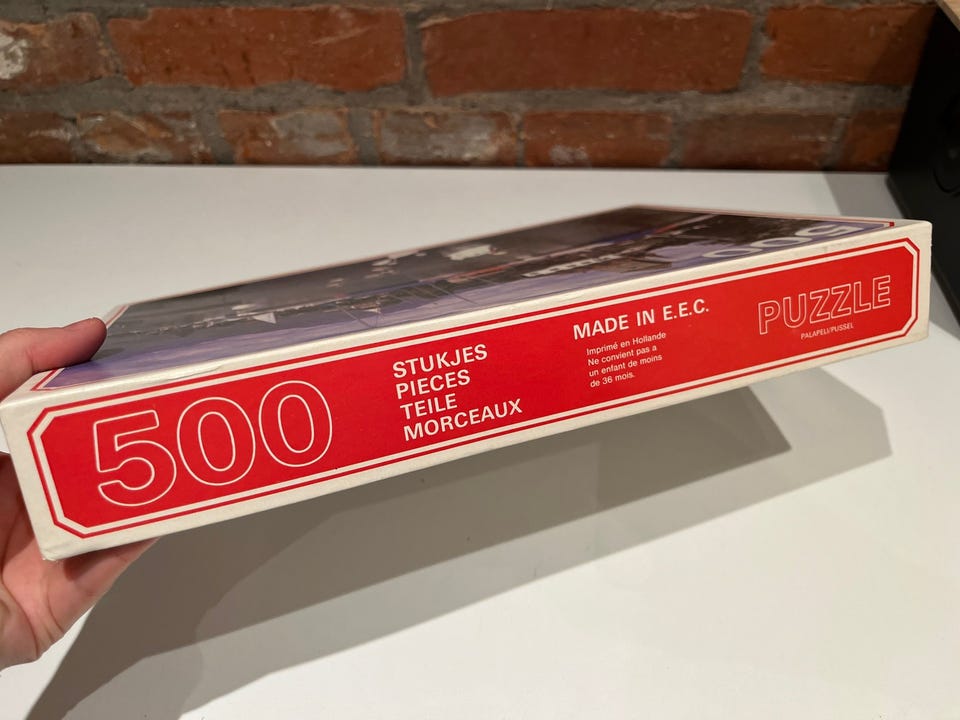 500
500
STUKJES
PIECES
TEILE
MORCEAUX
MADE IN E.E.C.
Imprimé en Hollande
Ne convient pas a
un enfant de moins
de 36 mois.
PUZZLE
PALAPELI/PUSSEL